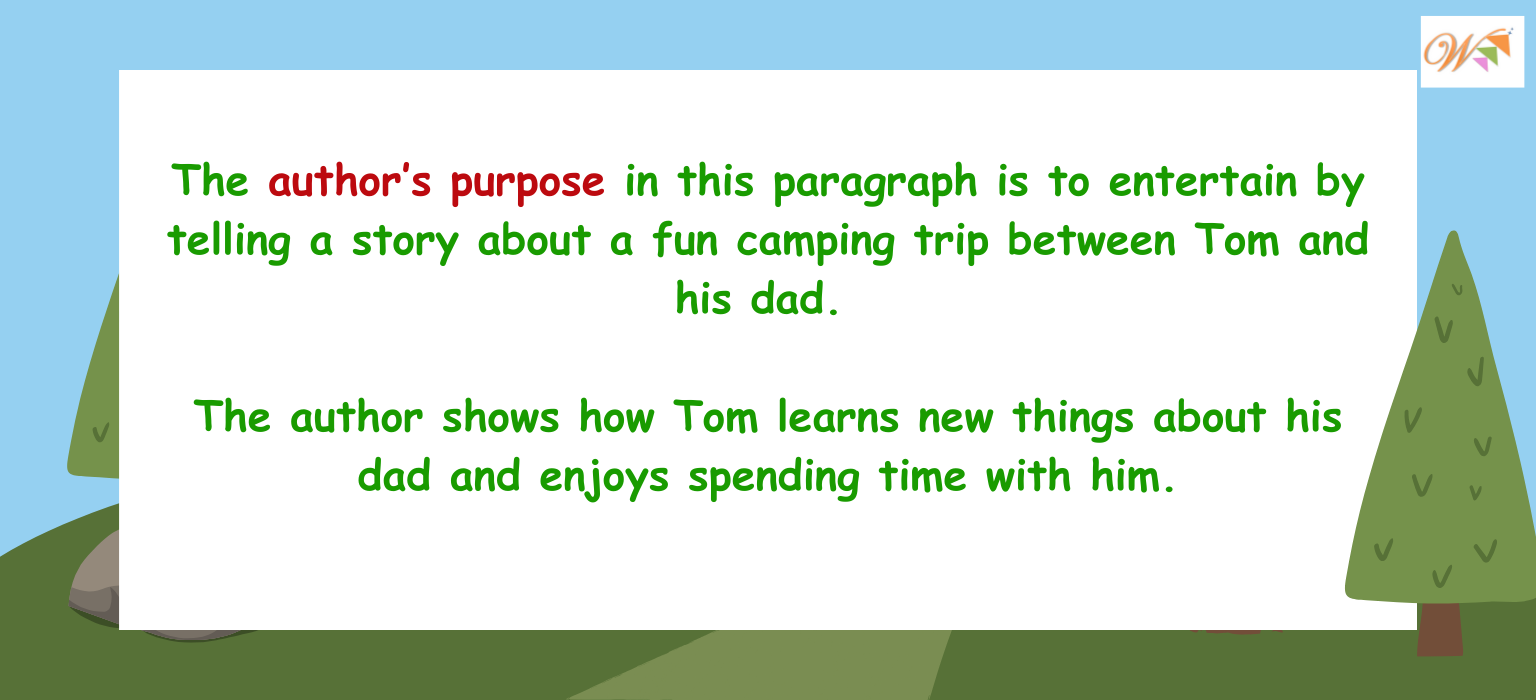 The author’s purpose in this paragraph is to entertain by
telling a story about a fun camping trip between Tom and
his dad.
The author shows how Tom learns new things about his
dad and enjoys spending time with him.
W